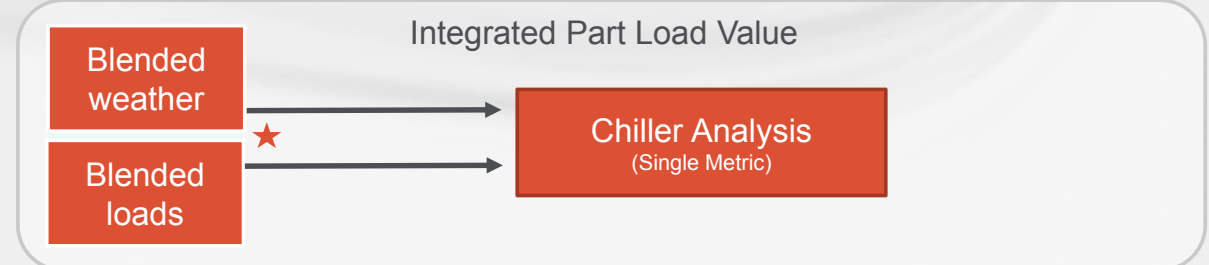 Integrated Part Load Value
Blended
weather
Chiller Analysis
(Single Metric)
Blended
loads